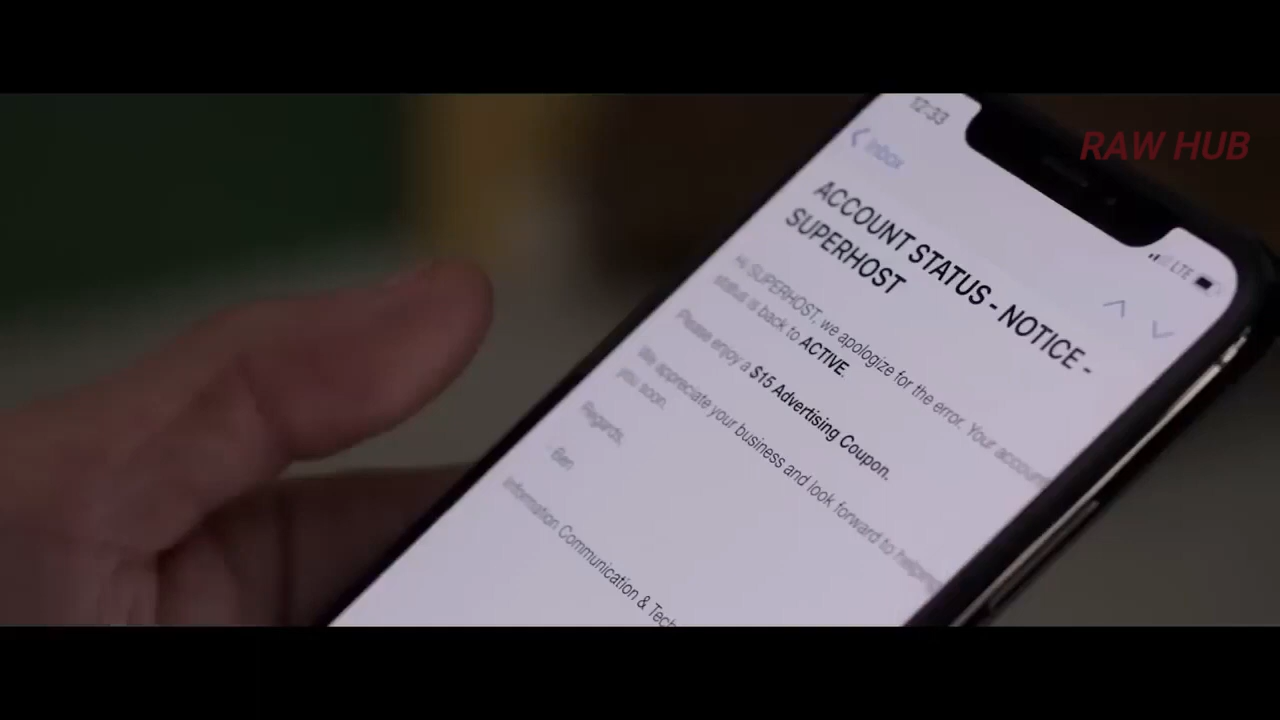 12:33
RAW HUB
Inbox
LTE
ACCOUNT STATUS - NOTICE -
SUPERHOST
Hi SUPERHOST, we apologize for the error. Your account
status is back to ACTIVE.
Please enjoy a $15 Advertising Coupon.
We appreciate your business and look forward to helping
you soon.
Regards,
- Ben
Information Communication & Tech